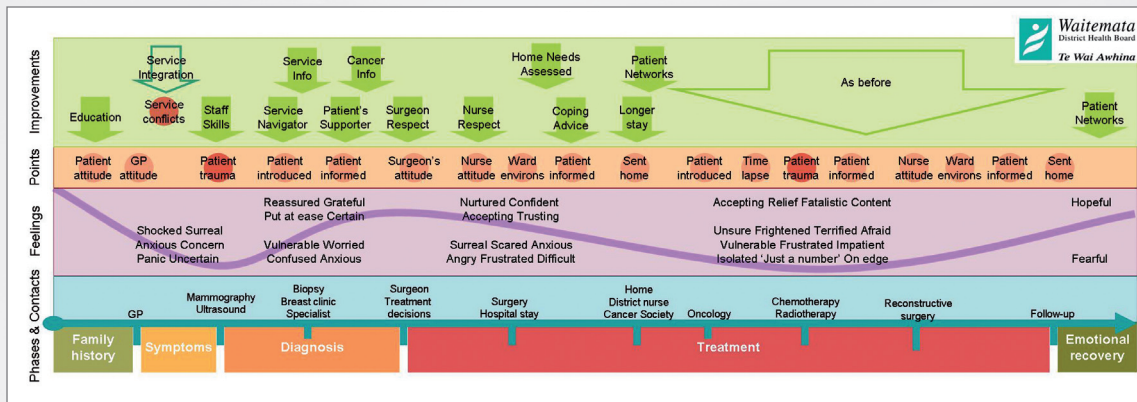 Waitemata
District Health Board
Te Wai Awhina
Improvements
Service
Integration
Service
Info
Cancer
Info
Home Needs
Assessed
Patient
Networks
As before
Education
Service
conflicts
Staff
Skills
Service
Navigator
Patient's
Supporter
Surgeon
Respect
Nurse
Respect
Coping
Advice
Longer
stay
Patient
Networks
Points
Patient
attitude
GP
attitude
Patient
trauma
Patient
introduced
Patient
informed
Surgeon's
attitude
Nurse
attitude
Ward
environs
Patient
informed
Sent
home
Patient
introduced
Time
lapse
Patient
trauma
Patient
informed
Nurse
attitude
Ward
environs
Patient
informed
Sent
home
Feelings
Shocked Surreal
Anxious Concern
Panic Uncertain
Reassured Grateful
Put at ease Certain
Vulnerable Worried
Confused Anxious
Nurtured Confident
Accepting Trusting
Surreal Scared Anxious
Angry Frustrated Difficult
Accepting Relief Fatalistic Content
Unsure Frightened Terrified Afraid
Vulnerable Frustrated Impatient
Isolated 'Just a number' On edge
Hopeful
Fearful
Phases & Contacts
GP
Mammography
Ultrasound
Biopsy
Breast clinic
Specialist
Surgeon
Treatment
decisions
Surgery
Hospital stay
Home
District nurse
Cancer Society
Oncology
Chemotherapy
Radiotherapy
Reconstructive
surgery
Follow-up
Family
history
Symptoms
Diagnosis
Treatment
Emotional
recovery